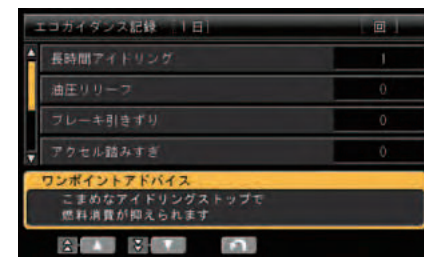 エコガイダンス記録 [1日] [回]
長時間アイドリング 1
油圧リリーフ 0
ブレーキ引きずり 0
アクセル踏みすぎ 0
ワンポイントアドバイス
こまめなアイドリングストップで
燃料消費が抑えられます